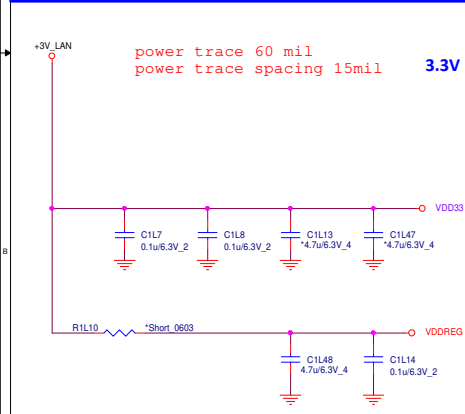 +3V_LAN
power trace 60 mil
power trace spacing 15mil
3.3V
VDD33
C1L7
0.1u/6.3V_2
C1L8
0.1u/6.3V_2
C1L13
*4.7u/6.3V_4
C1L47
*4.7u/6.3V_4
B
R1L10
*Short_0603
VDDREG
C1L48
4.7u/6.3V_4
C1L14
0.1u/6.3V_2